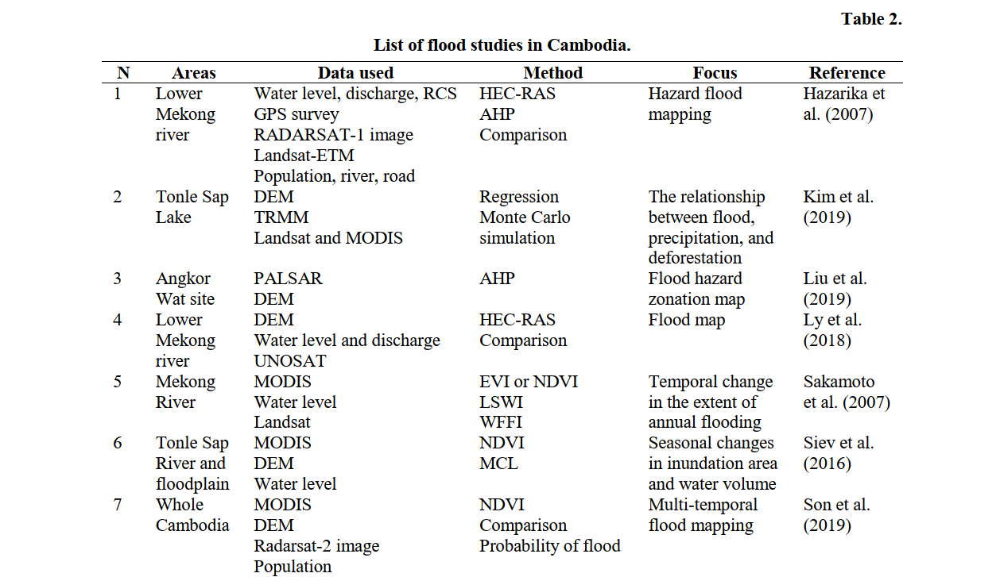 Table 2.
List of flood studies in Cambodia.
N Areas Data used Method Focus Reference
1 Lower Water level, discharge, RCS HEC-RAS Hazard flood Hazarika et
Mekong GPS survey AHP mapping al. (2007)
river RADARSAT-1 image Comparison
Landsat-ETM
Population, river, road
2 Tonle Sap DEM Regression The relationship Kim et al.
Lake TRMM Monte Carlo between flood, (2019)
Landsat and MODIS simulation precipitation, and
deforestation
3 Angkor PALSAR AHP Flood hazard Liu et al.
Wat site DEM zonation map (2019)
4 Lower DEM HEC-RAS Flood map Ly et al.
Mekong Water level and discharge Comparison (2018)
river UNOSAT
5 Mekong MODIS EVI or NDVI Temporal change Sakamoto
River Water level LSWI in the extent of et al. (2007)
Landsat WFFI annual flooding
6 Tonle Sap MODIS NDVI Seasonal changes Siev et al.
River and DEM MCL in inundation area (2016)
floodplain Water level and water volume
7 Whole MODIS NDVI Multi-temporal Son et al.
Cambodia DEM Comparison flood mapping (2019)
Radarsat-2 image Probability of flood
Population